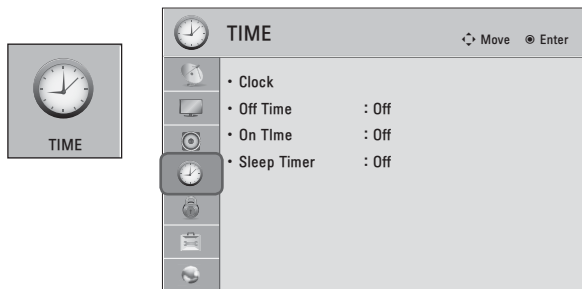 TIME
TIME
Move Enter
• Clock
• Off Time : Off
• On TIme : Off
• Sleep Timer : Off